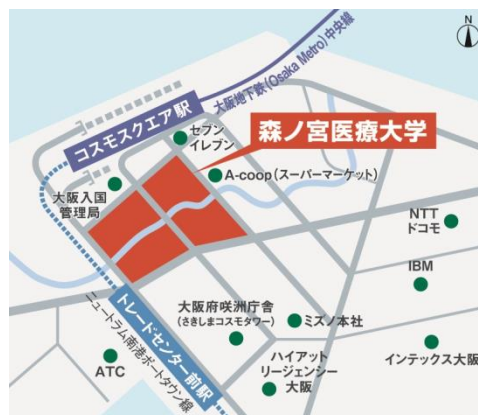 N
大阪地下鉄(Osaka Metro)中央線
コスモスクエア駅
セブン
イレブン
森ノ宮医療大学
A-coop(スーパーマーケット)
大阪入国
管理局
NTT
ドコモ
IBM
大阪府咲洲庁舎
(さきしまコスモタワー)
ミズノ本社
トレードセンター前駅
ニュートラム南港ポートタウン線
ATC
ハイアット
リージェンシー
大阪
インテックス大阪